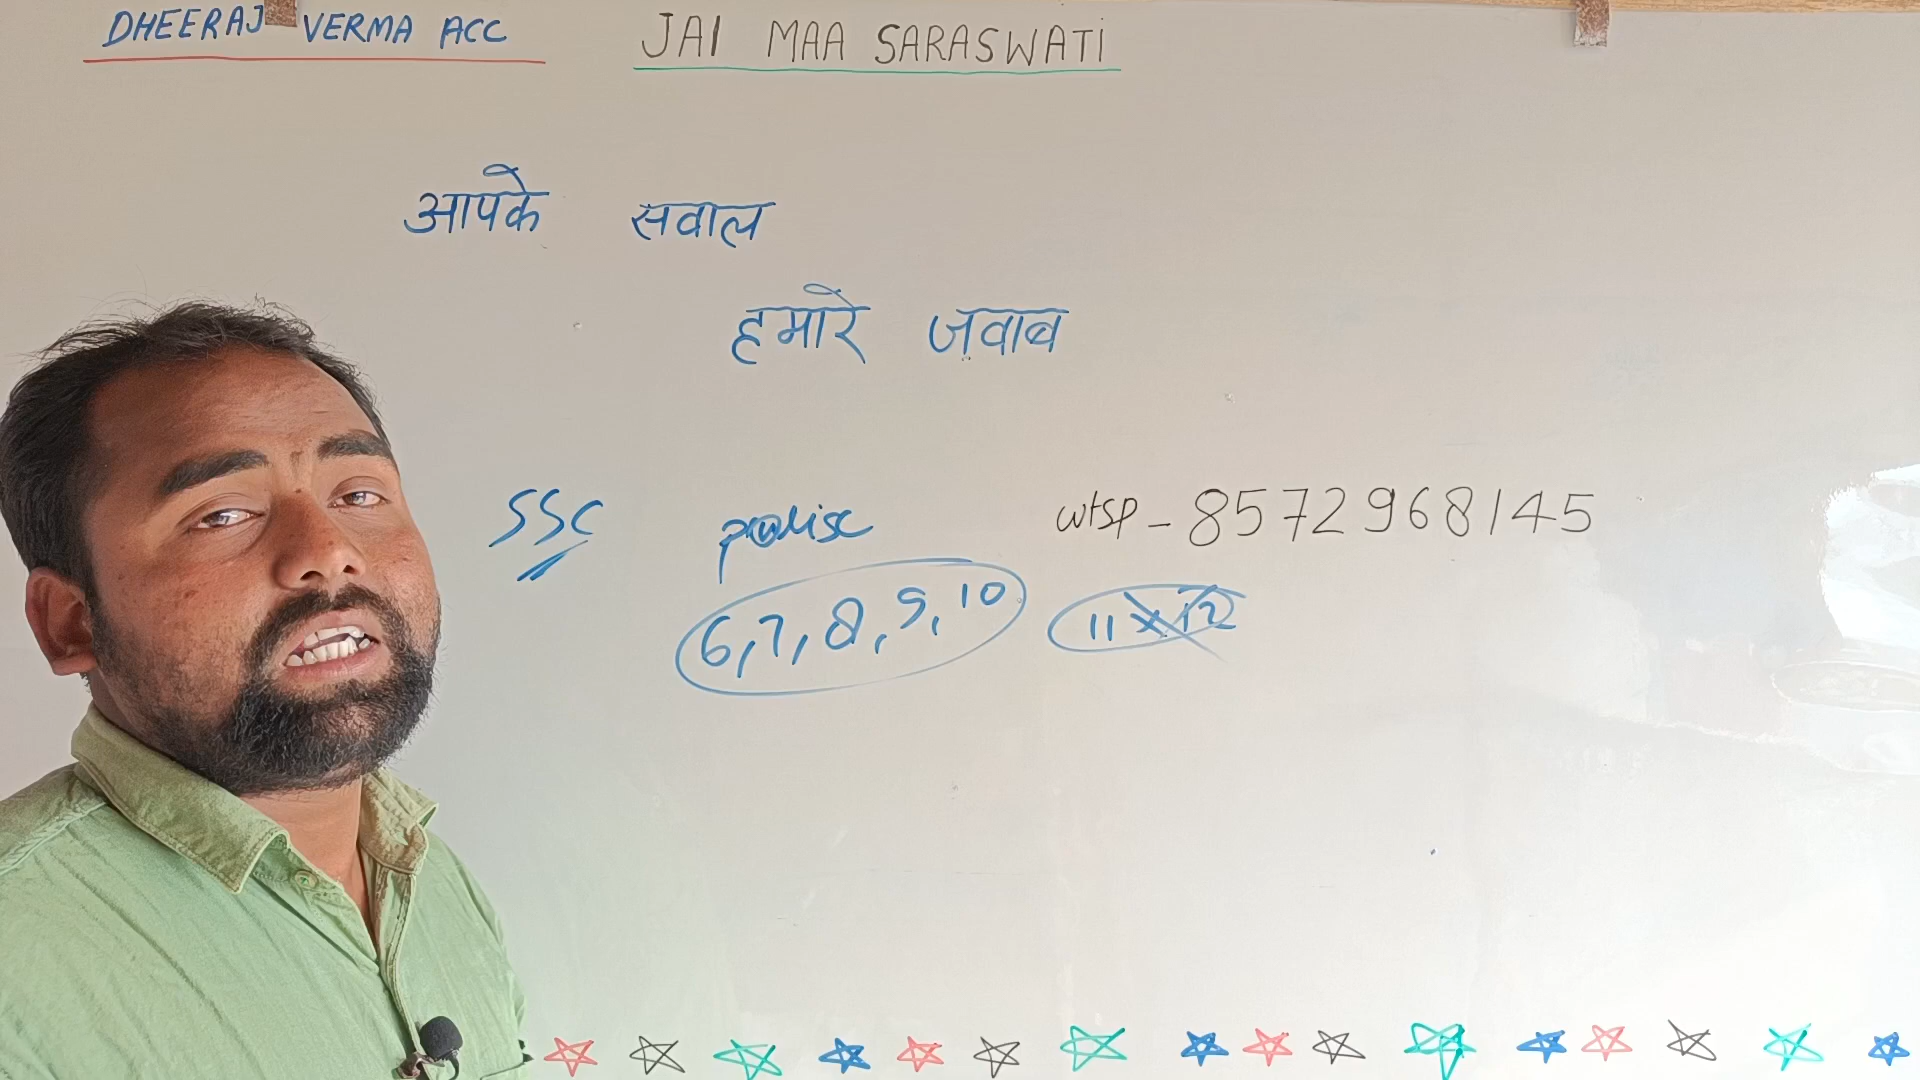 DHEERAJ VERMA ACC
JAI MAA SARASWATI
आपके सवाल
हमारे जवाब
SSC
wtsp - 8572968145
6,7,8,9,10
11 12